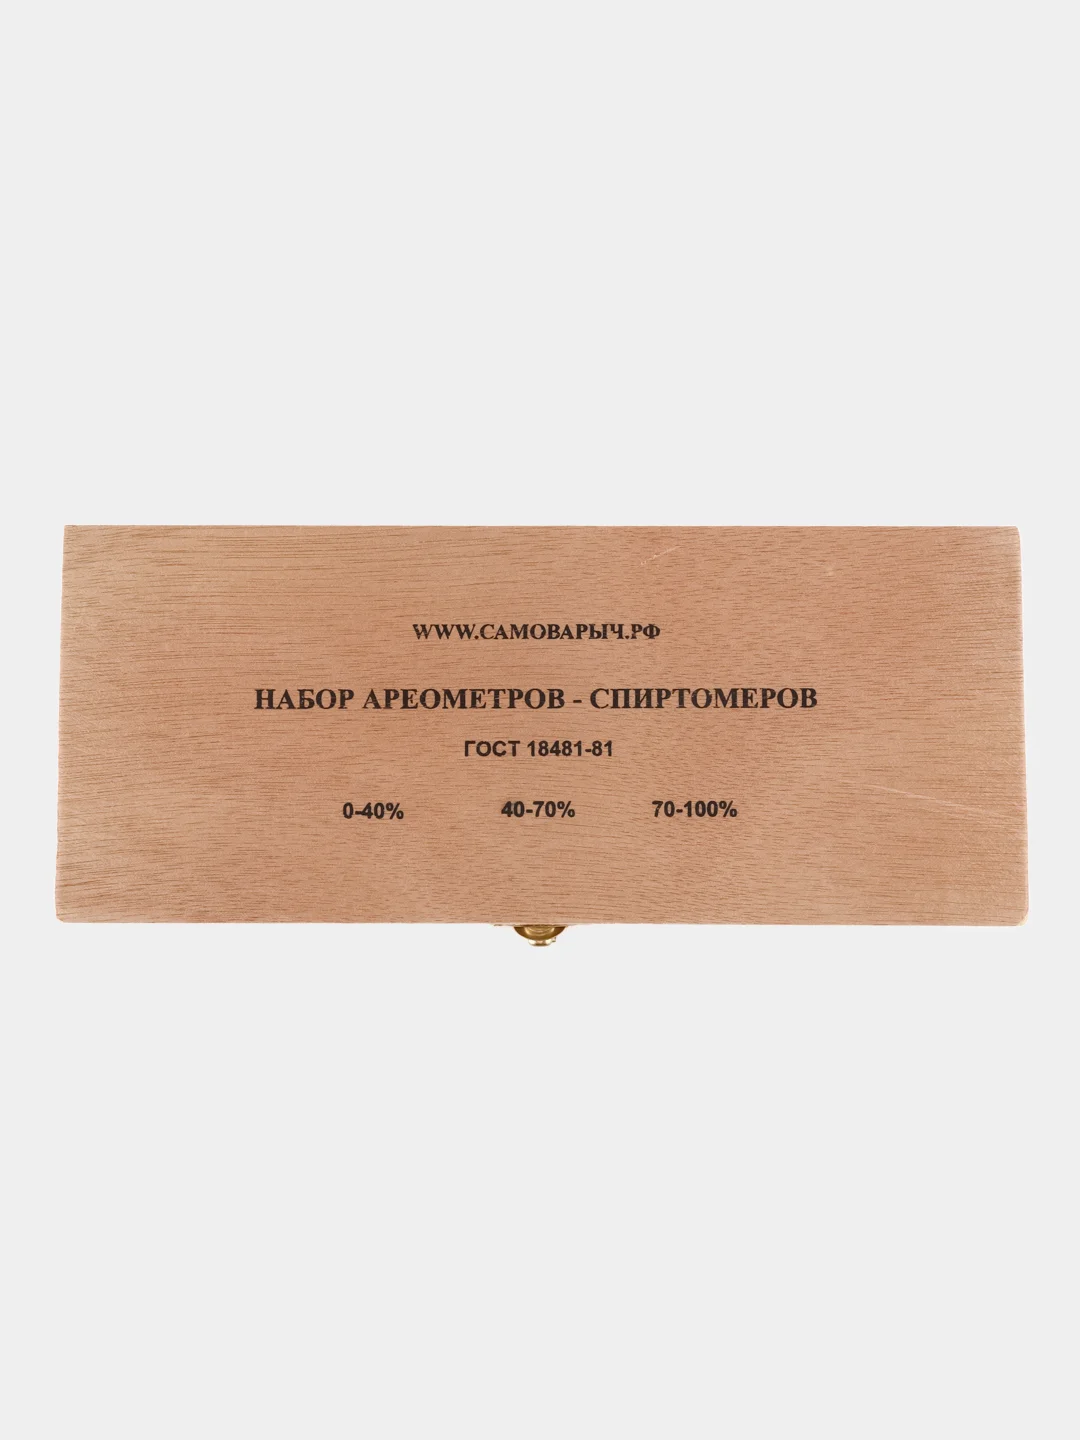 WWW.САМОВАРЫЧ.РФ
НАБОР АРЕОМЕТРОВ - СПИРТОМЕРОВ
ГОСТ 18481-81
0-40% 40-70% 70-100%